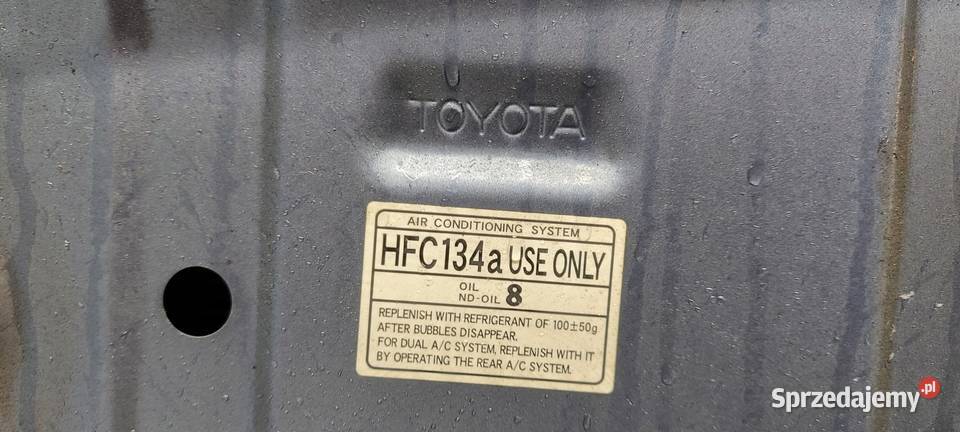 TOYOTA
AIR CONDITIONING SYSTEM
HFC134a USE ONLY
OIL
ND-OIL 8
REPLENISH WITH REFRIGERANT OF 100±50g
AFTER BUBBLES DISAPPEAR.
FOR DUAL A/C SYSTEM, REPLENISH WITH IT
BY OPERATING THE REAR A/C SYSTEM.
Sprzedajemy.pl